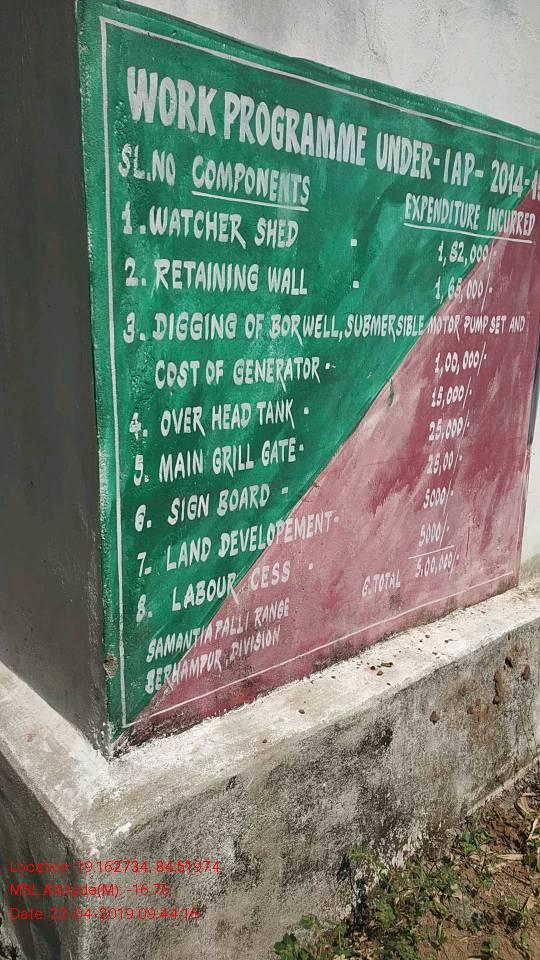 WORK PROGRAMME UNDER-IAP-2014-15
SL.NO COMPONENTS EXPENDITURE INCURRED
1. WATCHER SHED - 1,82,000/-
2. RETAINING WALL - 1,65,000/-
3. DIGGING OF BORWELL, SUBMERSIBLE MOTOR PUMP SET AND
COST OF GENERATOR - 1,00,000/-
4. OVER HEAD TANK - 15,000/-
5. MAIN GRILL GATE - 25,000/-
6. SIGN BOARD - 25,00/-
7. LAND DEVELOPEMENT - 5000/-
8. LABOUR CESS - 5000/-
G.TOTAL 5,00,000/-
SAMANTIAPALLI RANGE
BERHAMPUR DIVISION
Location: 19.162734, 84.51974
MSL Altitude(M): -16.76
Date: 22-04-2019 09:44:16